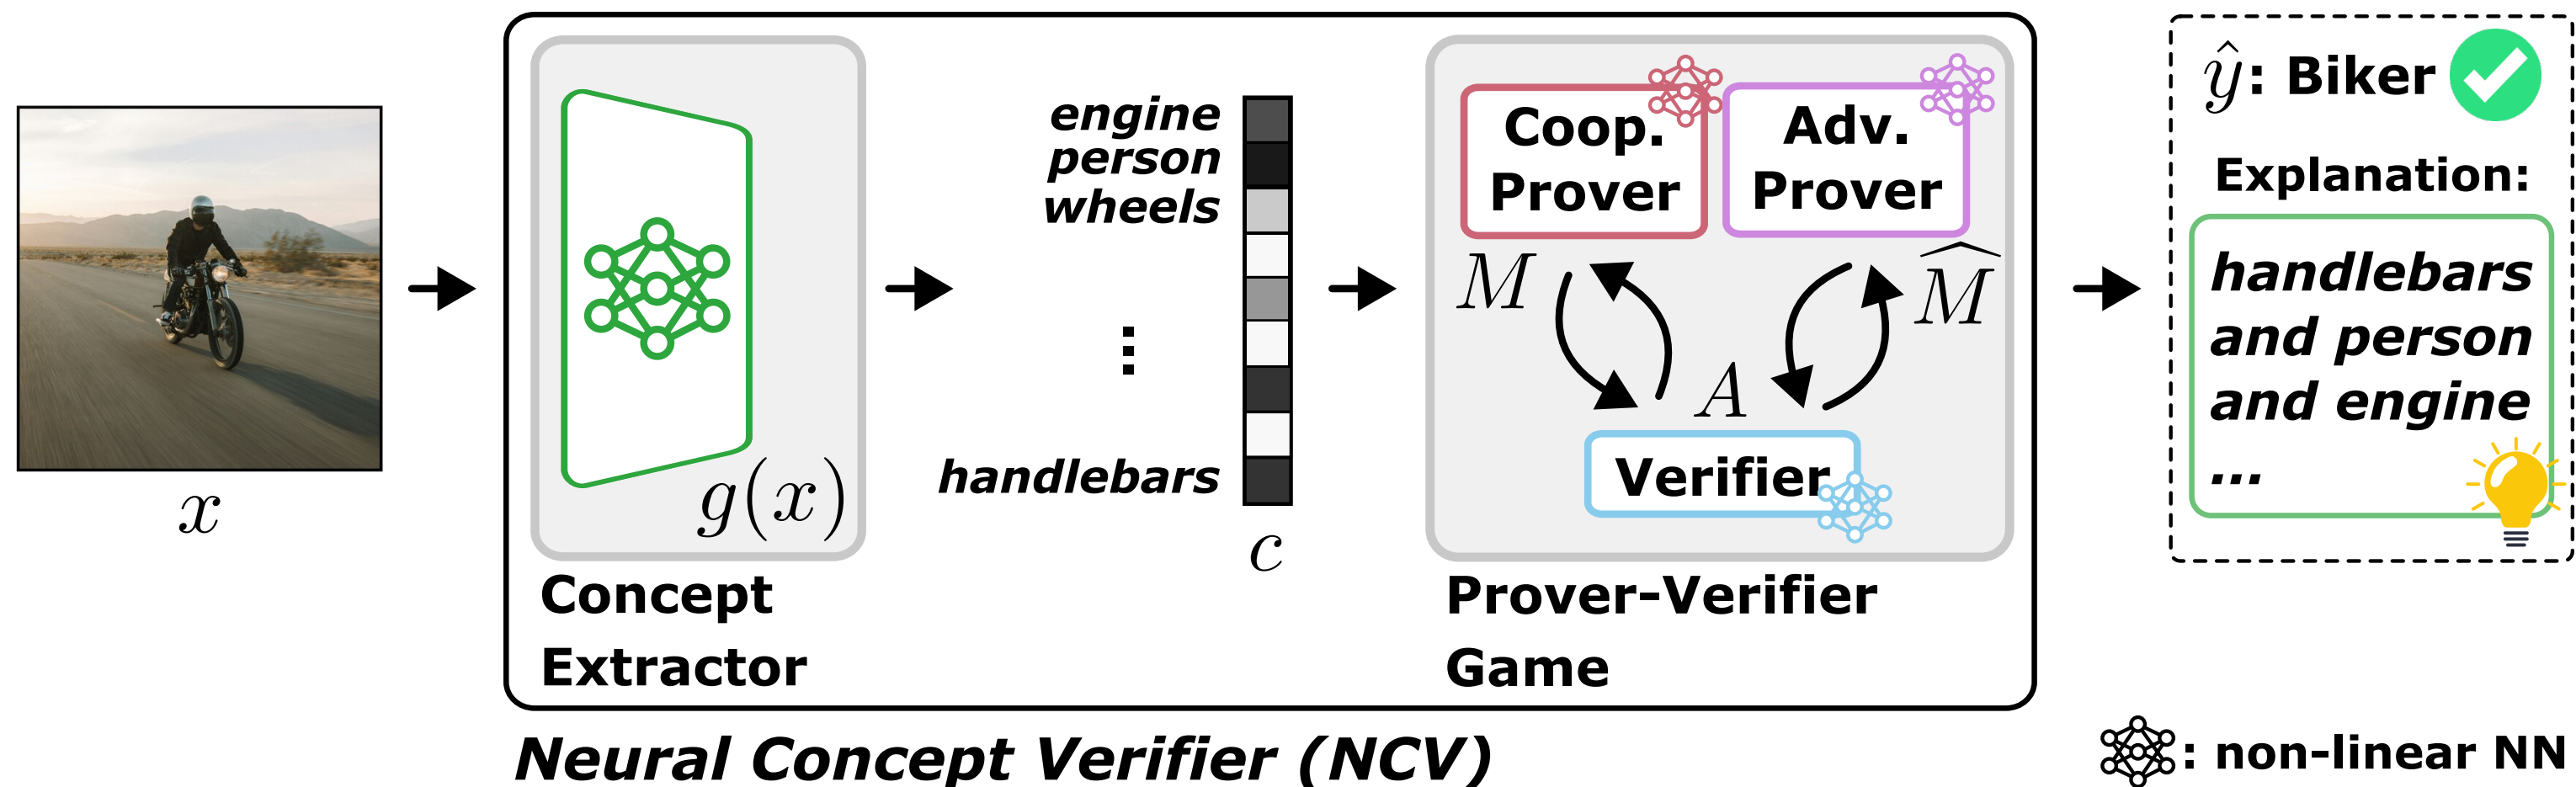 x
g(x)
Concept
Extractor
engine
person
wheels
⋮
handlebars
c
Coop.
Prover
Adv.
Prover
M
\widehat{M}
A
Verifier
Prover-Verifier
Game
Neural Concept Verifier (NCV)
ŷ: Biker
Explanation:
handlebars
and person
and engine
...
: non-linear NN